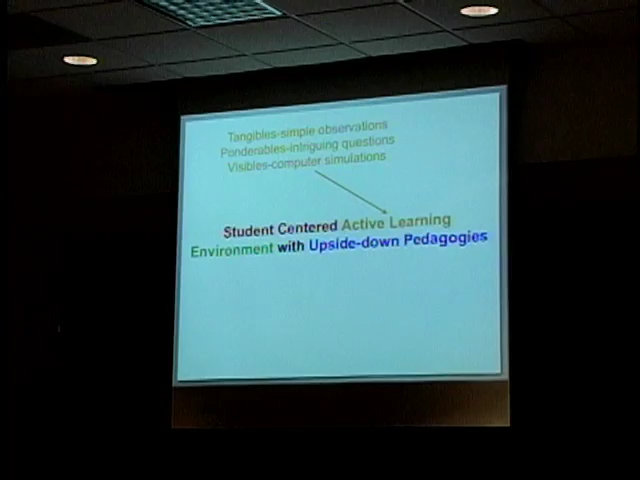 Tangibles-simple observations
Ponderables-intriguing questions
Visibles-computer simulations
Student Centered Active Learning
Environment with Upside-down Pedagogies